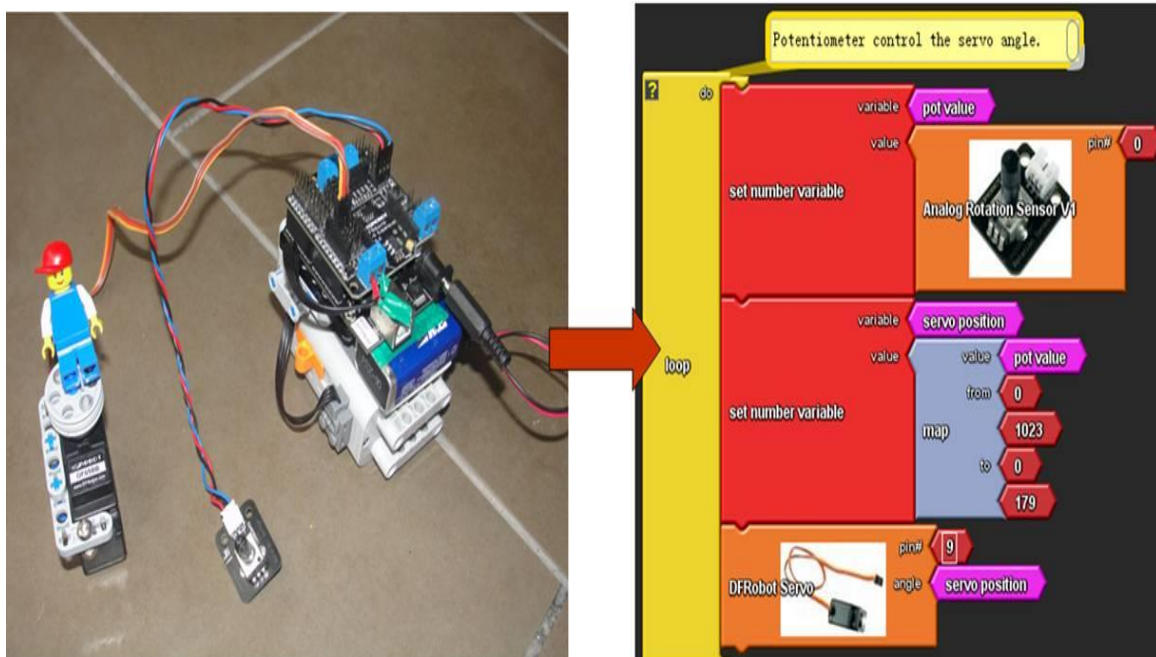 Potentiometer control the servo angle.
?
do
variable
pot value
value
pin#
0
Analog Rotation Sensor V1
set number variable
variable
servo position
value
value
pot value
from
0
loop
set number variable
map
1023
to
0
179
pin#
9
DFRobot Servo
angle
servo position